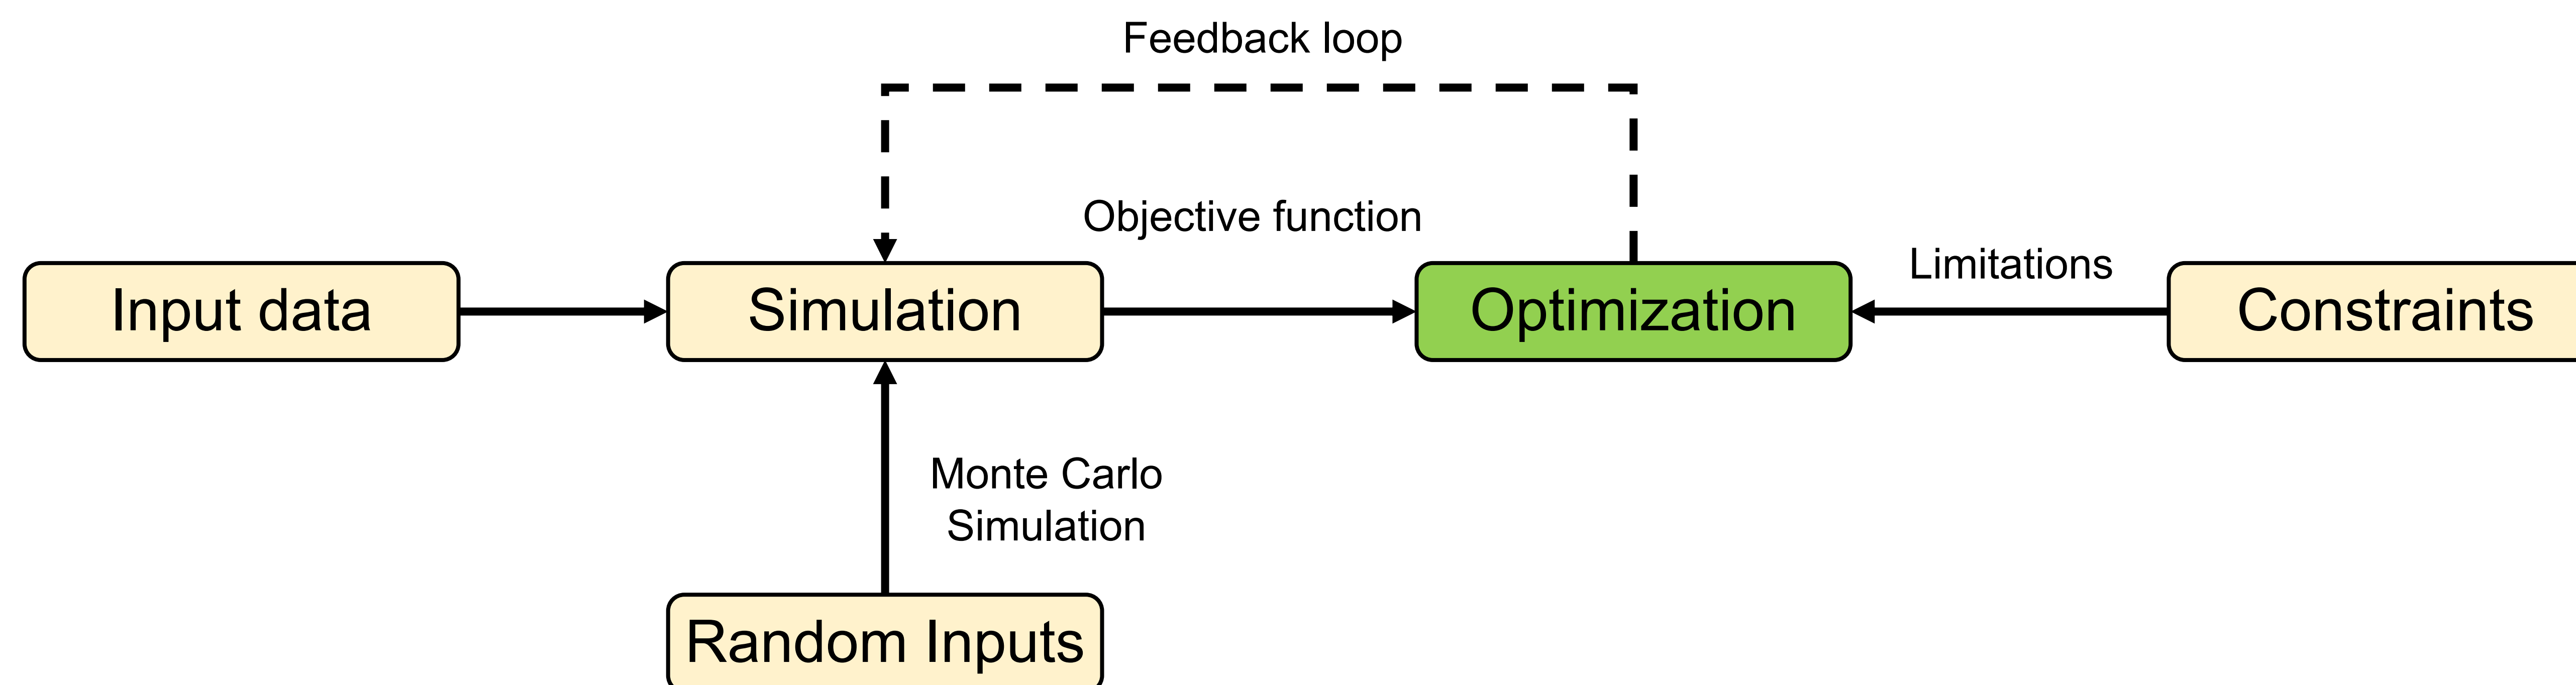 Feedback loop
Objective function
Limitations
Input data
Simulation
Optimization
Constraints
Monte Carlo
Simulation
Random Inputs